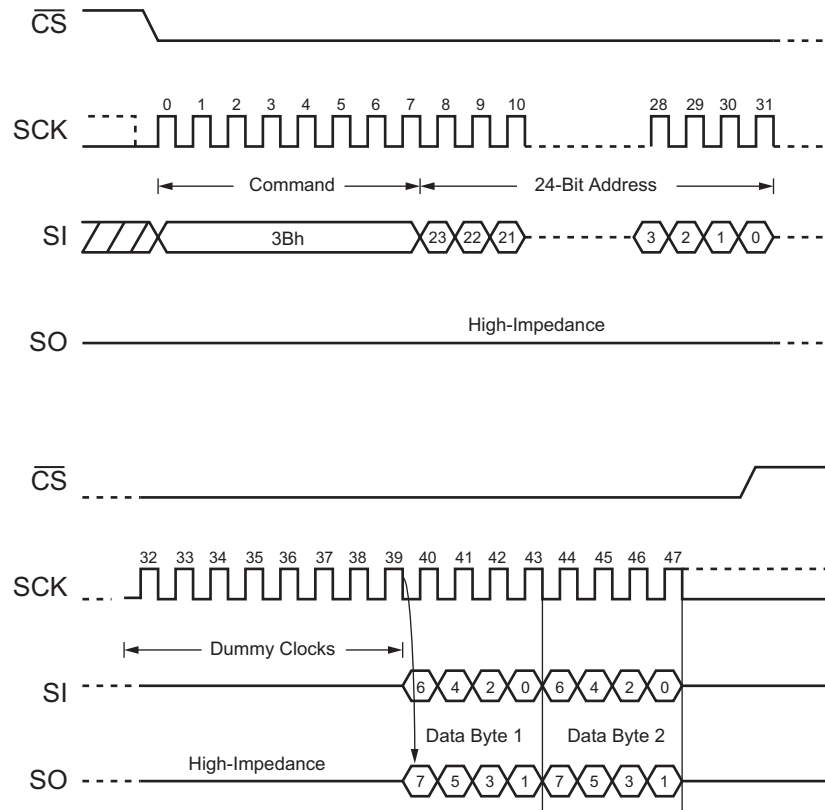 CS
0 1 2 3 4 5 6 7 8 9 10 28 29 30 31
SCK
Command 24-Bit Address
SI 3Bh 23 22 21 3 2 1 0
High-Impedance
SO
CS
32 33 34 35 36 37 38 39 40 41 42 43 44 45 46 47
SCK
Dummy Clocks
SI 6 4 2 0 6 4 2 0
Data Byte 1 Data Byte 2
High-Impedance
SO 7 5 3 1 7 5 3 1